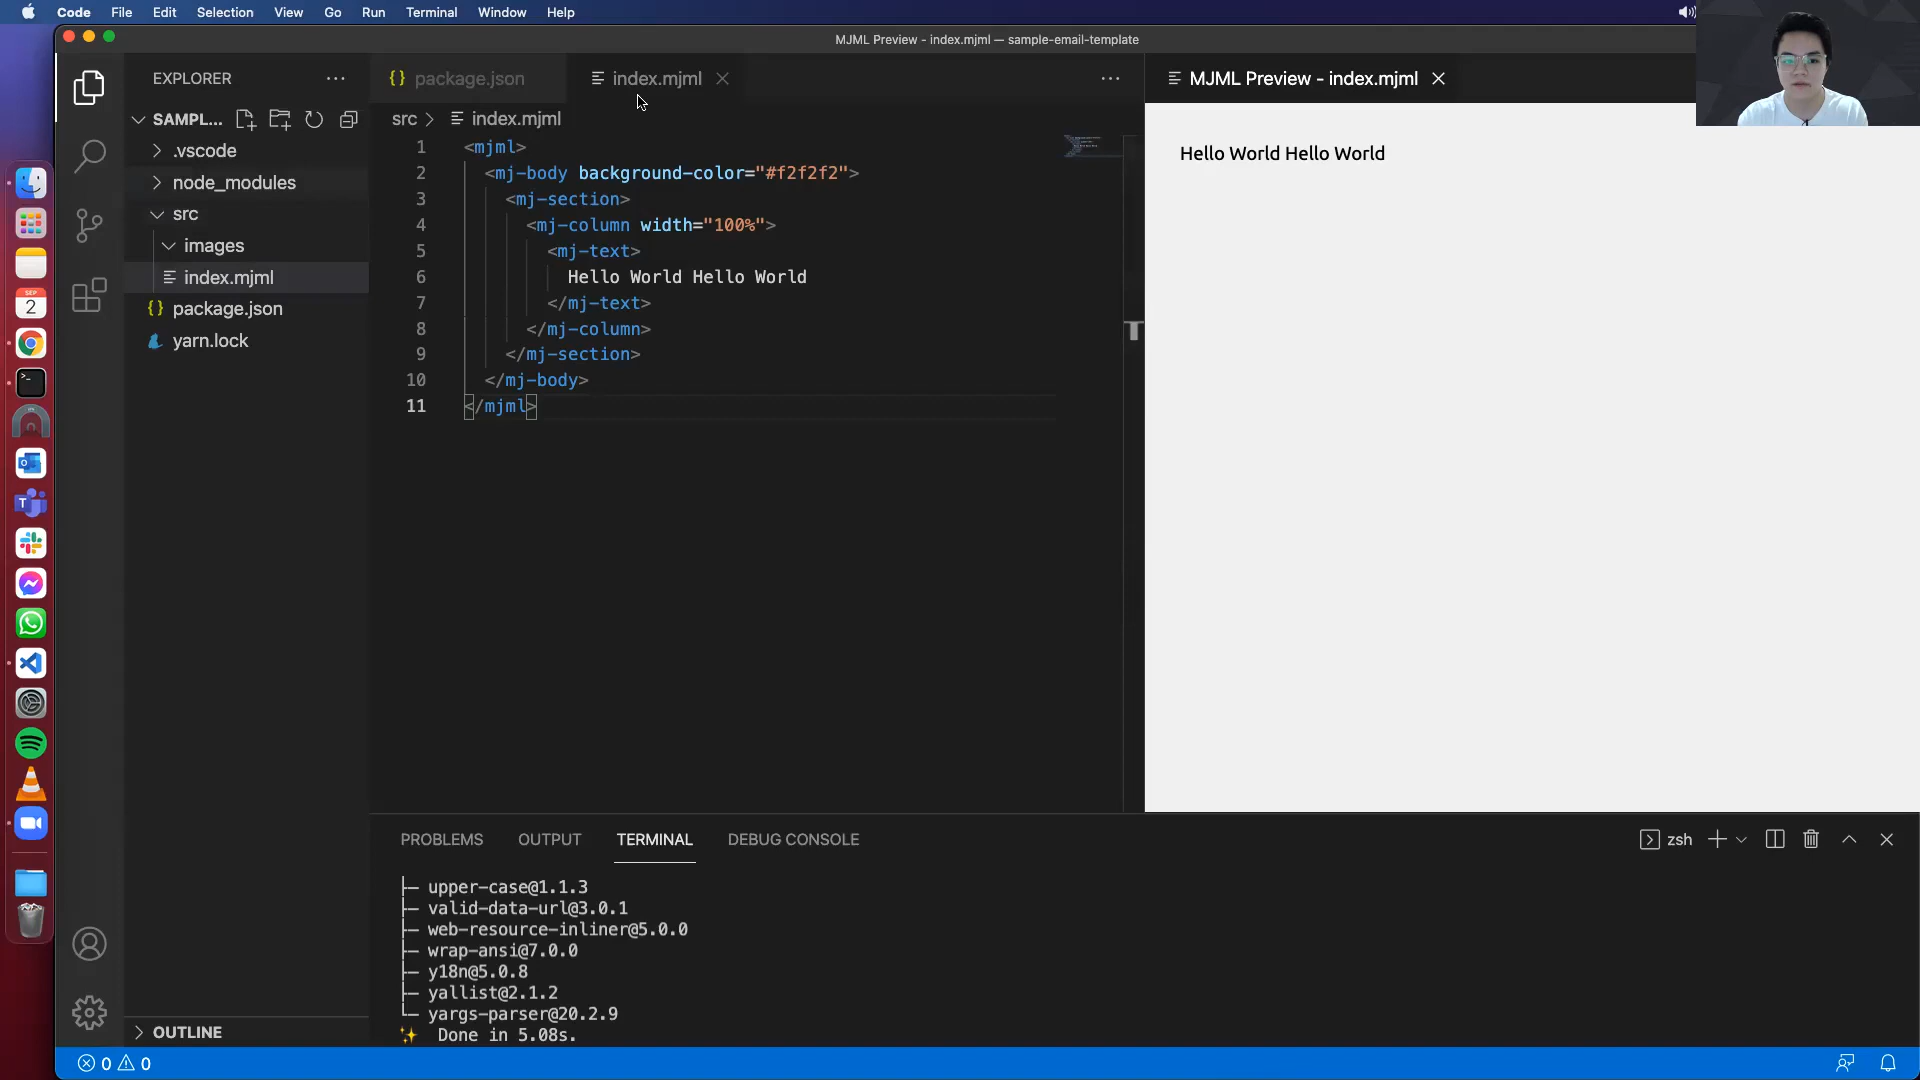 Code File Edit Selection View Go Run Terminal Window Help
MJML Preview - index.mjml — sample-email-template
EXPLORER
SAMPL...
.vscode
node_modules
src
images
index.mjml
package.json
yarn.lock
OUTLINE
package.json
index.mjml
src > index.mjml
1 <mjml>
2 <mj-body background-color="#f2f2f2">
3 <mj-section>
4 <mj-column width="100%">
5 <mj-text>
6 Hello World Hello World
7 </mj-text>
8 </mj-column>
9 </mj-section>
10 </mj-body>
11 </mjml>
MJML Preview - index.mjml
Hello World Hello World
PROBLEMS OUTPUT TERMINAL DEBUG CONSOLE
zsh
├─ upper-case@1.1.3
├─ valid-data-url@3.0.1
├─ web-resource-inliner@5.0.0
├─ wrap-ansi@7.0.0
├─ y18n@5.0.8
├─ yallist@2.1.2
└─ yargs-parser@20.2.9
✨ Done in 5.08s.
0 0
SEP
2
T